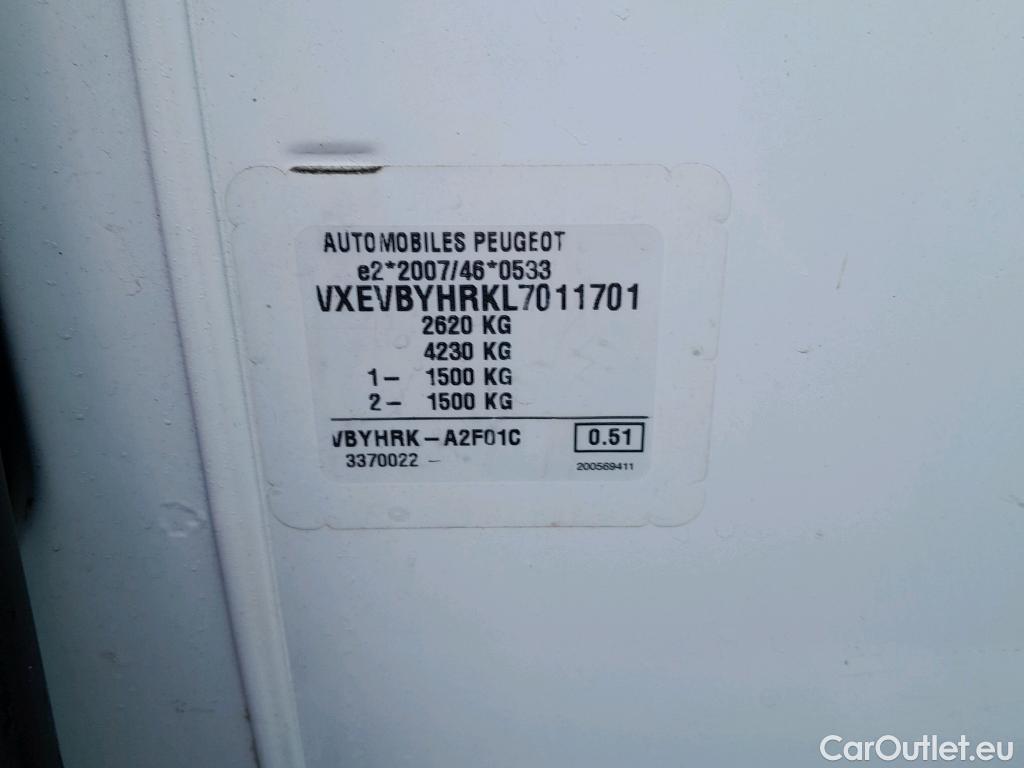 AUTOMOBILES PEUGEOT
e2*2007/46*0533
VXEVBYHRKL7011701
2620 KG
4230 KG
1- 1500 KG
2- 1500 KG
VBYHRK-A2F01C 0.51
3370022 - 200569411
CarOutlet.eu